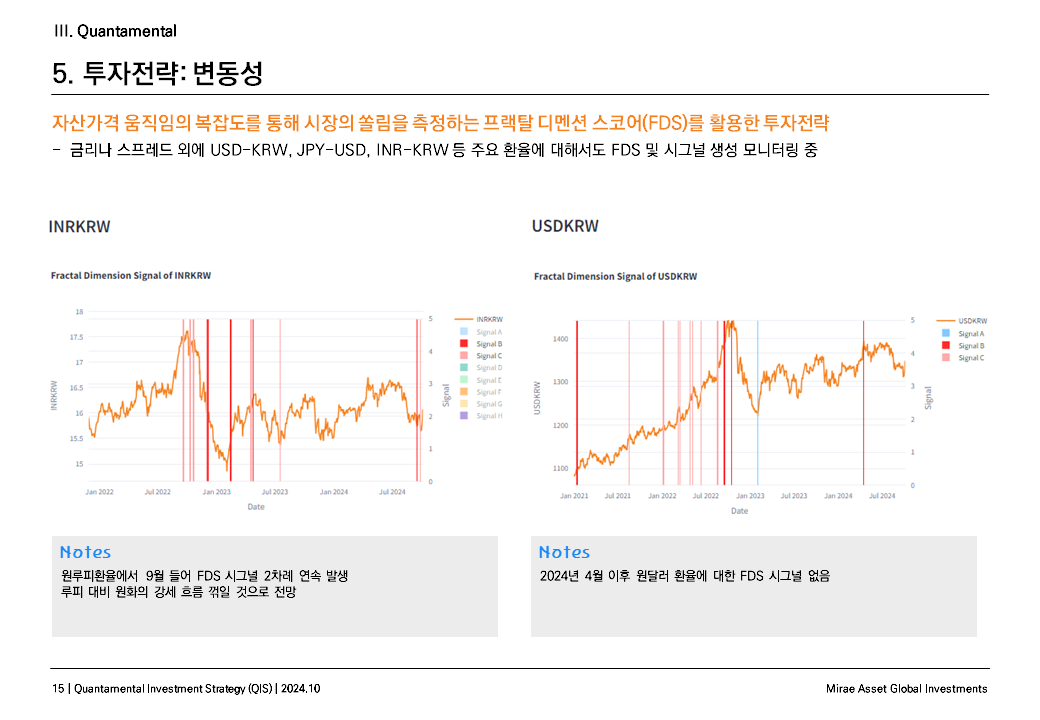 III. Quantamental
5. 투자전략: 변동성
자산가격 움직임의 복잡도를 통해 시장의 쏠림을 측정하는 프랙탈 디멘션 스코어(FDS)를 활용한 투자전략
- 금리나 스프레드 외에 USD-KRW, JPY-USD, INR-KRW 등 주요 환율에 대해서도 FDS 및 시그널 생성 모니터링 중
INRKRW
Fractal Dimension Signal of INRKRW
18
17.5
17
16.5
16
15.5
15
INRKRW
5
4
3
2
1
0
Signal
Jan 2022 Jul 2022 Jan 2023 Jul 2023 Jan 2024 Jul 2024
Date
INRKRW
Signal A
Signal B
Signal C
Signal D
Signal E
Signal F
Signal G
Signal H
USDKRW
Fractal Dimension Signal of USDKRW
1400
1300
1200
1100
USDKRW
5
4
3
2
1
0
Signal
Jan 2021 Jul 2021 Jan 2022 Jul 2022 Jan 2023 Jul 2023 Jan 2024 Jul 2024
Date
USDKRW
Signal A
Signal B
Signal C
Notes
원루피환율에서 9월 들어 FDS 시그널 2차례 연속 발생
루피 대비 원화의 강세 흐름 꺾일 것으로 전망
Notes
2024년 4월 이후 원달러 환율에 대한 FDS 시그널 없음
15 | Quantamental Investment Strategy (QIS) | 2024.10
Mirae Asset Global Investments